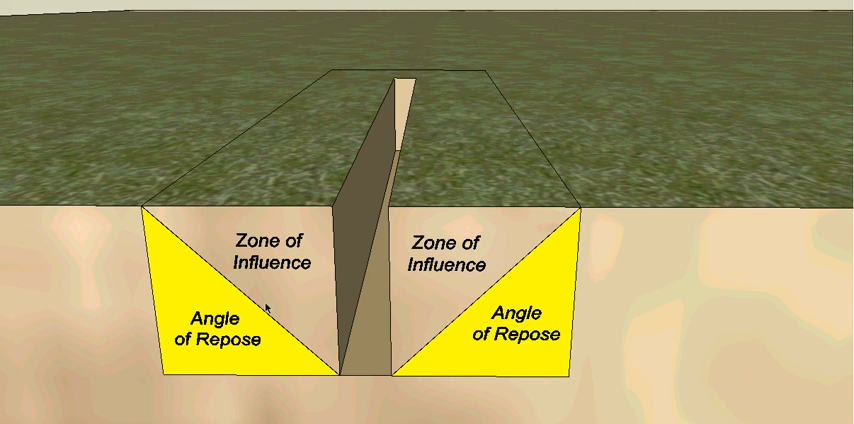 Zone of
Influence
Zone of
Influence
Angle
of Repose
Angle
of Repose